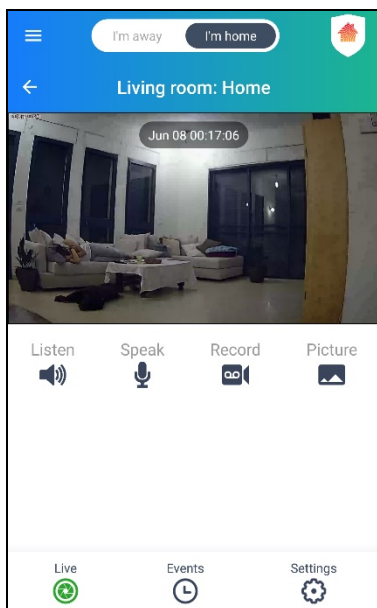 I'm away
I'm home
Living room: Home
Jun 08 00:17:06
Listen
Speak
Record
Picture
Live
Events
Settings